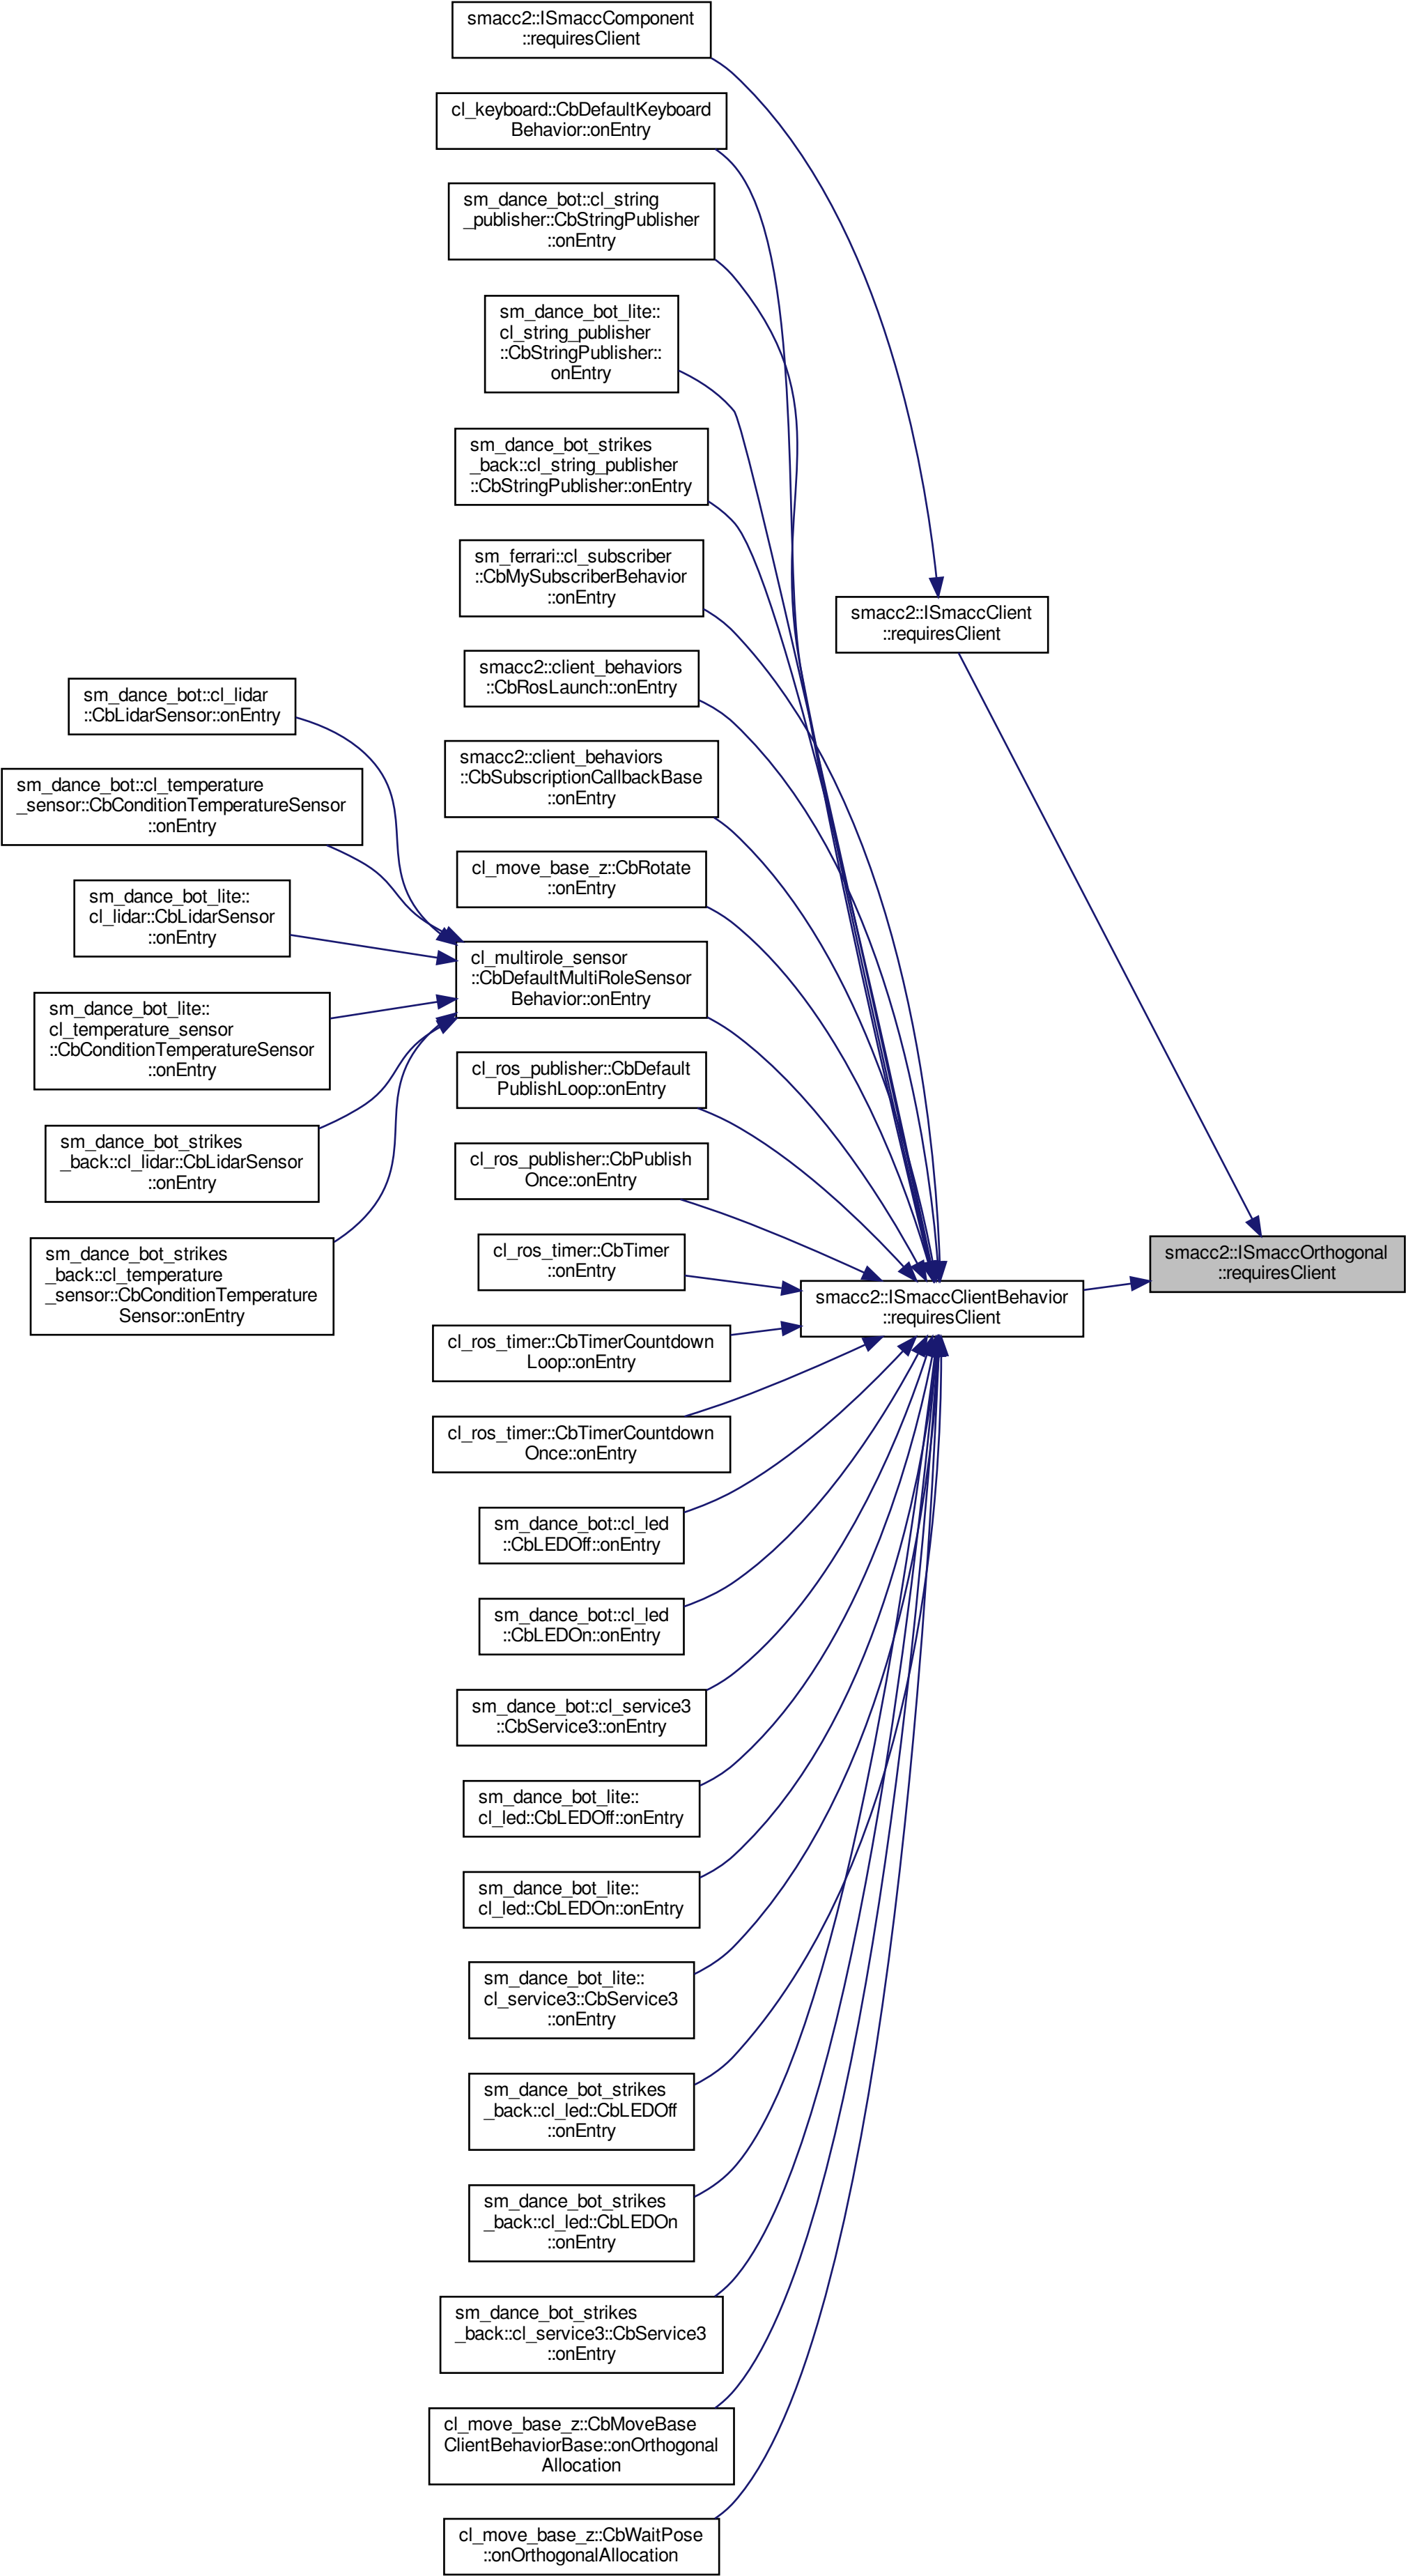 smacc2::ISmaccComponent
::requiresClient
cl_keyboard::CbDefaultKeyboard
Behavior::onEntry
sm_dance_bot::cl_string
_publisher::CbStringPublisher
::onEntry
sm_dance_bot_lite::
cl_string_publisher
::CbStringPublisher::
onEntry
sm_dance_bot_strikes
_back::cl_string_publisher
::CbStringPublisher::onEntry
sm_ferrari::cl_subscriber
::CbMySubscriberBehavior
::onEntry
smacc2::client_behaviors
::CbRosLaunch::onEntry
smacc2::client_behaviors
::CbSubscriptionCallbackBase
::onEntry
cl_move_base_z::CbRotate
::onEntry
cl_multirole_sensor
::CbDefaultMultiRoleSensor
Behavior::onEntry
cl_ros_publisher::CbDefault
PublishLoop::onEntry
cl_ros_publisher::CbPublish
Once::onEntry
cl_ros_timer::CbTimer
::onEntry
cl_ros_timer::CbTimerCountdown
Loop::onEntry
cl_ros_timer::CbTimerCountdown
Once::onEntry
sm_dance_bot::cl_led
::CbLEDOff::onEntry
sm_dance_bot::cl_led
::CbLEDOn::onEntry
sm_dance_bot::cl_service3
::CbService3::onEntry
sm_dance_bot_lite::
cl_led::CbLEDOff::onEntry
sm_dance_bot_lite::
cl_led::CbLEDOn::onEntry
sm_dance_bot_lite::
cl_service3::CbService3
::onEntry
sm_dance_bot_strikes
_back::cl_led::CbLEDOff
::onEntry
sm_dance_bot_strikes
_back::cl_led::CbLEDOn
::onEntry
sm_dance_bot_strikes
_back::cl_service3::CbService3
::onEntry
cl_move_base_z::CbMoveBase
ClientBehaviorBase::onOrthogonal
Allocation
cl_move_base_z::CbWaitPose
::onOrthogonalAllocation
sm_dance_bot::cl_lidar
::CbLidarSensor::onEntry
sm_dance_bot::cl_temperature
_sensor::CbConditionTemperatureSensor
::onEntry
sm_dance_bot_lite::
cl_lidar::CbLidarSensor
::onEntry
sm_dance_bot_lite::
cl_temperature_sensor
::CbConditionTemperatureSensor
::onEntry
sm_dance_bot_strikes
_back::cl_lidar::CbLidarSensor
::onEntry
sm_dance_bot_strikes
_back::cl_temperature
_sensor::CbConditionTemperature
Sensor::onEntry
smacc2::ISmaccClient
::requiresClient
smacc2::ISmaccClientBehavior
::requiresClient
smacc2::ISmaccOrthogonal
::requiresClient